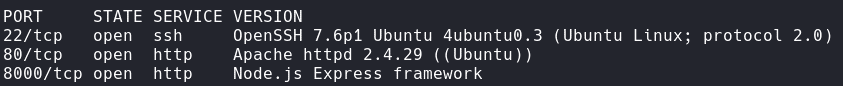 PORT     STATE SERVICE VERSION
22/tcp   open  ssh     OpenSSH 7.6p1 Ubuntu 4ubuntu0.3 (Ubuntu Linux; protocol 2.0)
80/tcp   open  http    Apache httpd 2.4.29 ((Ubuntu))
8000/tcp open  http    Node.js Express framework